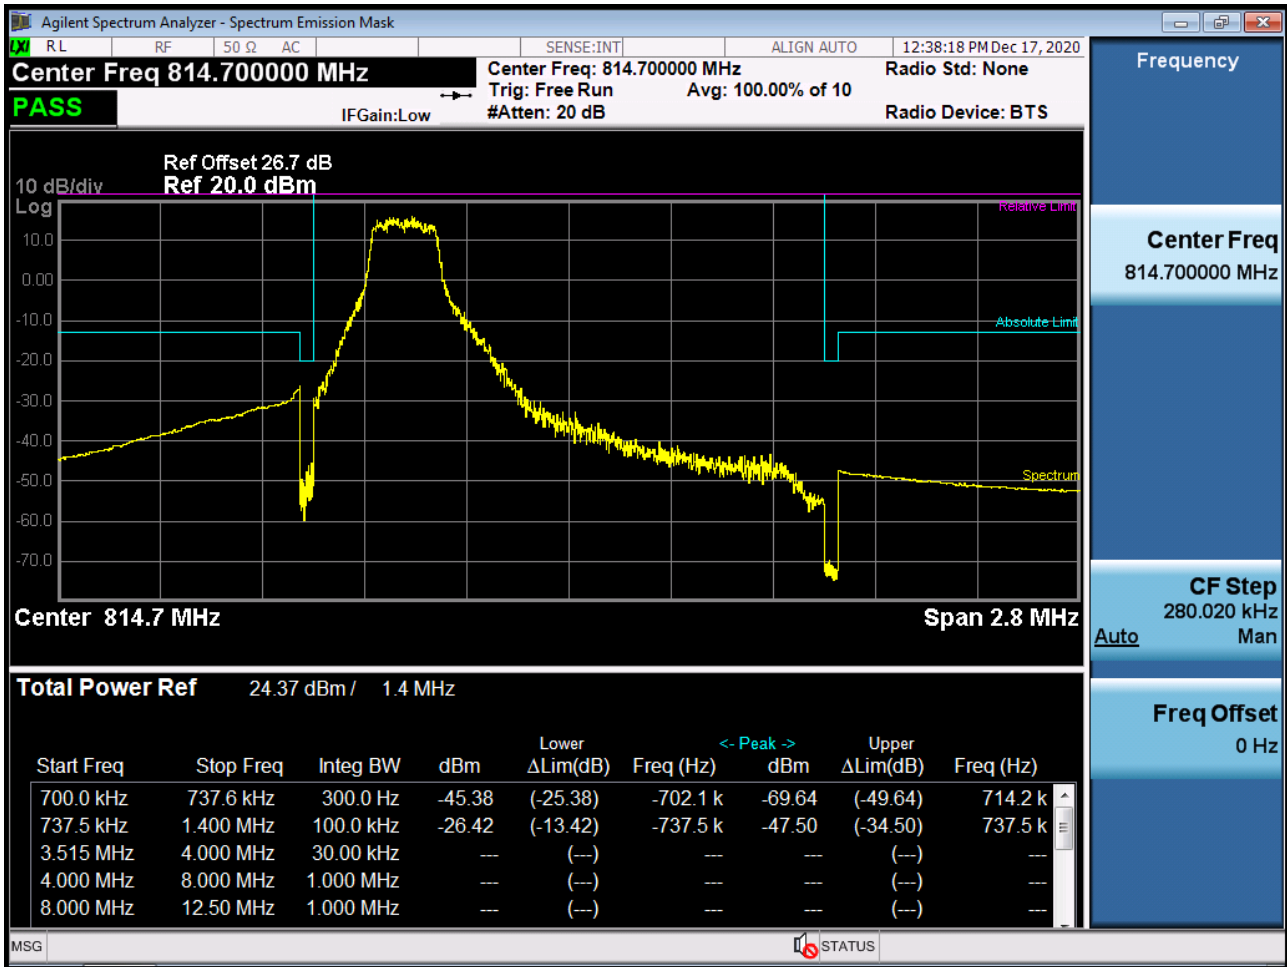 Agilent Spectrum Analyzer - Spectrum Emission Mask
LXI RL RF 50 Ω AC SENSE:INT ALIGN AUTO 12:38:18 PM Dec 17, 2020
Center Freq 814.700000 MHz
Center Freq: 814.700000 MHz
Radio Std: None
Trig: Free Run
Avg: 100.00% of 10
PASS
IFGain:Low
#Atten: 20 dB
Radio Device: BTS
Ref Offset 26.7 dB
10 dB/div
Ref 20.0 dBm
Log
Relative Limit
10.0
0.00
-10.0
Absolute Limit
-20.0
-30.0
-40.0
-50.0
Spectrum
-60.0
-70.0
Center 814.7 MHz
Span 2.8 MHz
Total Power Ref 24.37 dBm / 1.4 MHz
Lower <- Peak -> Upper
Start Freq Stop Freq Integ BW dBm ΔLim(dB) Freq (Hz) dBm ΔLim(dB) Freq (Hz)
700.0 kHz 737.6 kHz 300.0 Hz -45.38 (-25.38) -702.1 k -69.64 (-49.64) 714.2 k
737.5 kHz 1.400 MHz 100.0 kHz -26.42 (-13.42) -737.5 k -47.50 (-34.50) 737.5 k
3.515 MHz 4.000 MHz 30.00 kHz --- (---) --- --- (---) ---
4.000 MHz 8.000 MHz 1.000 MHz --- (---) --- --- (---) ---
8.000 MHz 12.50 MHz 1.000 MHz --- (---) --- --- (---) ---
MSG
STATUS
Frequency
Center Freq
814.700000 MHz
CF Step
280.020 kHz
Auto Man
Freq Offset
0 Hz